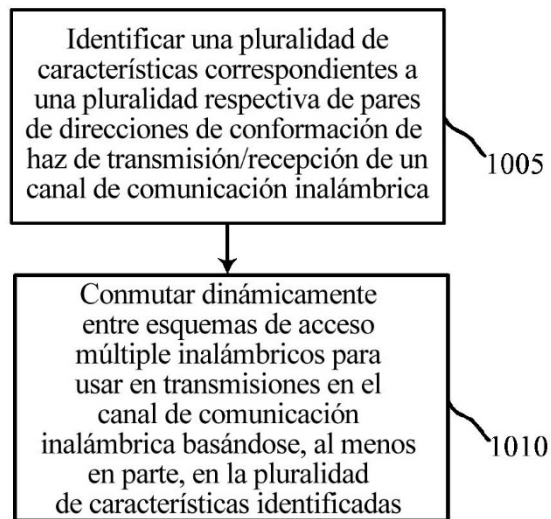 Identificar una pluralidad de
características correspondientes a
una pluralidad respectiva de pares
de direcciones de conformación de
haz de transmisión/recepción de un
canal de comunicación inalámbrica
1005
Conmutar dinámicamente
entre esquemas de acceso
múltiple inalámbricos para
usar en transmisiones en el
canal de comunicación
inalámbrica basándose, al menos
en parte, en la pluralidad
de características identificadas
1010